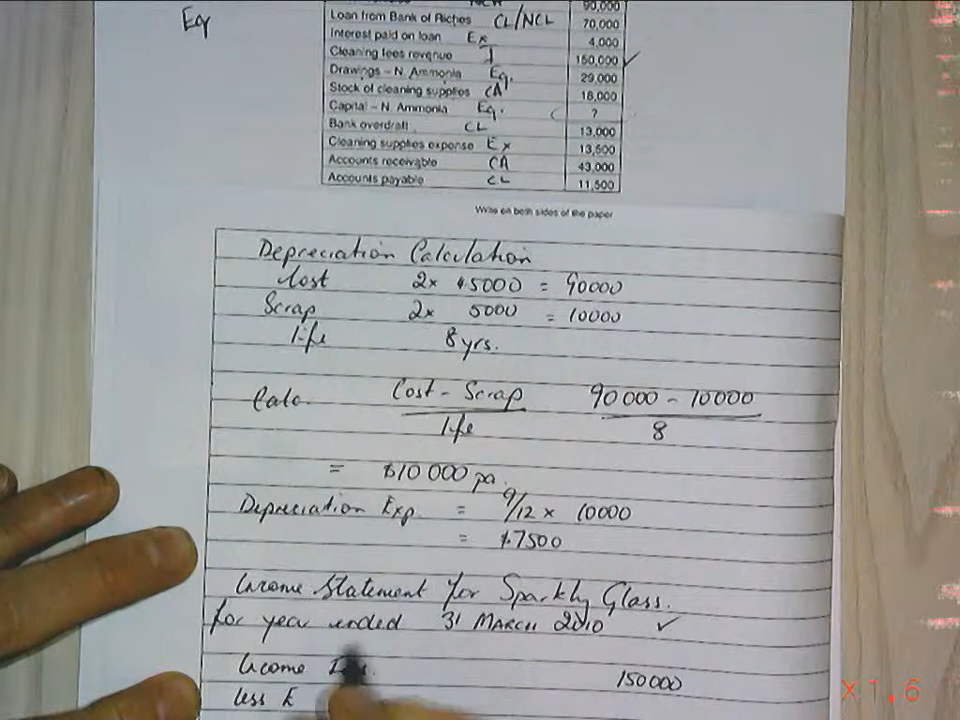 90,000
Eq
Loan from Bank of Riches CL/NCL 70,000
Interest paid on loan Ex 4,000
Cleaning fees revenue I 150,000 ✓
Drawings – N. Ammonia Eq. 29,000
Stock of cleaning supplies CA 18,000
Capital – N. Ammonia Eq. ?
Bank overdraft CL 13,000
Cleaning supplies expense Ex 13,500
Accounts receivable CA 43,000
Accounts payable CL 11,500
Write on both sides of the paper
Depreciation Calculation
Cost 2x 45000 = 90000
Scrap 2x 5000 = 10000
Life 8 yrs.
Calc. Cost - Scrap 90000 - 10000
Life 8
= $10 000 pa.
Depreciation Exp = 9/12 x 10000
= $7500
Income Statement for Sparkly Glass.
for year ended 31 MARCH 2010 ✓
Income 150000
less E
X1.6